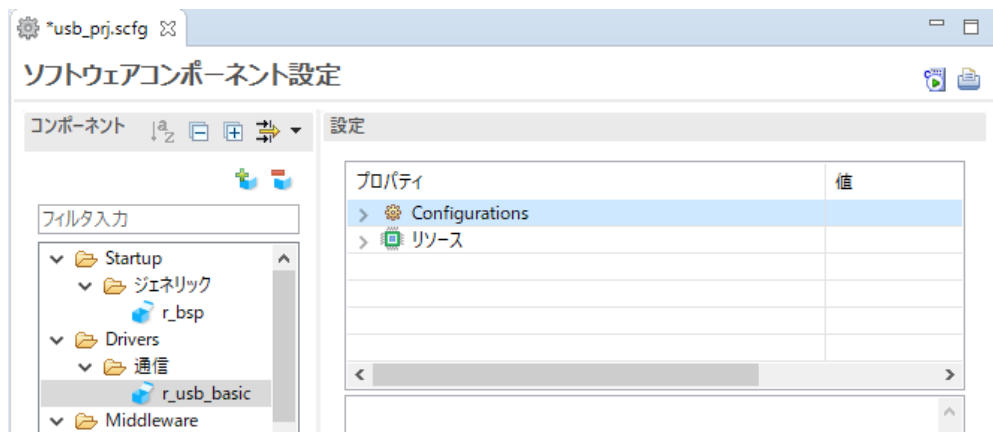 *usb_prj.scfg
ソフトウェアコンポーネント設定
コンポーネント
設定
フィルタ入力
Startup
ジェネリック
r_bsp
Drivers
通信
r_usb_basic
Middleware
プロパティ 値
Configurations
リソース